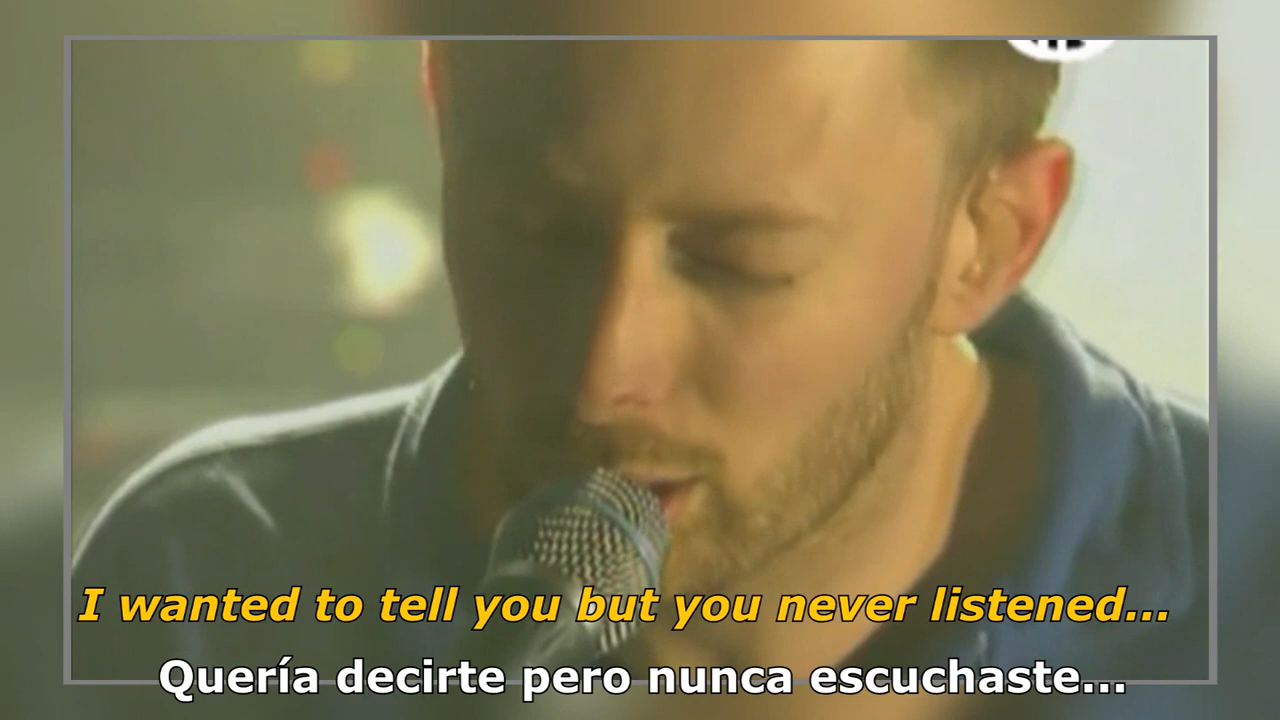 I wanted to tell you but you never listened...
Quería decirte pero nunca escuchaste...